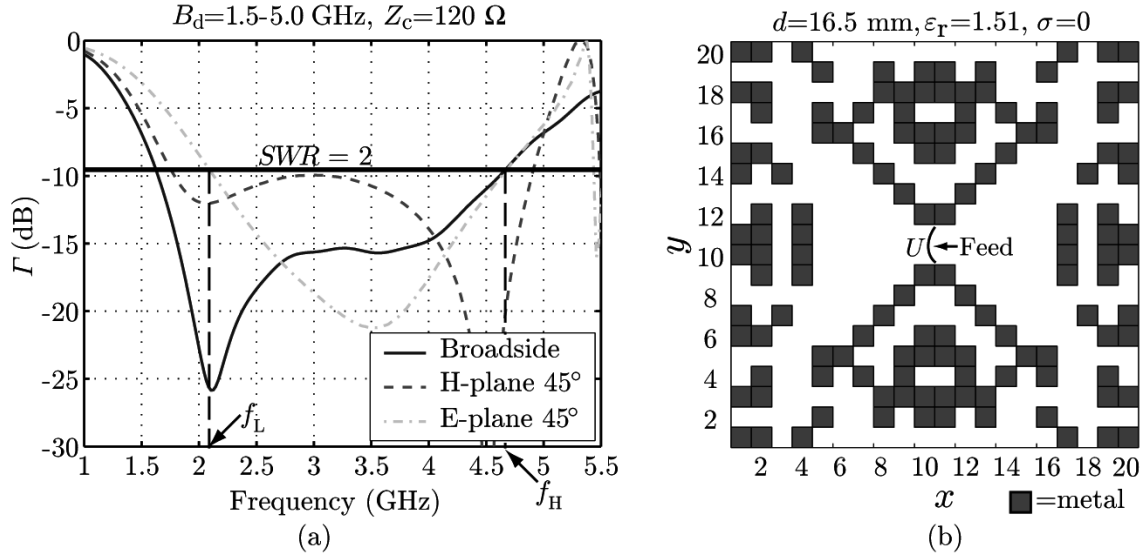 B_d=1.5-5.0 GHz, Z_c=120 Ω
0
-5
-10
-15
-20
-25
-30
Γ (dB)
SWR = 2
Broadside
H-plane 45°
E-plane 45°
f_L
1 1.5 2 2.5 3 3.5 4 4.5 5 5.5
Frequency (GHz)
f_H
(a)
d=16.5 mm, ε_r=1.51, σ=0
20
18
16
14
12
10
8
6
4
2
y
U
Feed
2 4 6 8 10 12 14 16 18 20
x
=metal
(b)